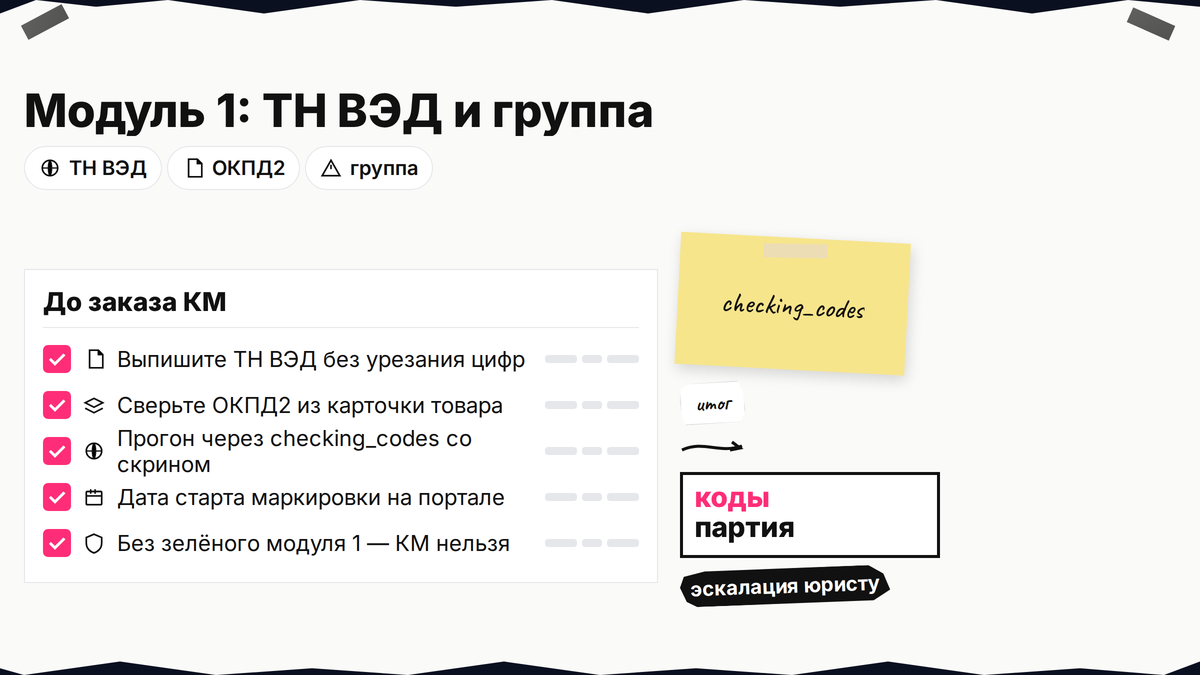 Модуль 1: ТН ВЭД и группа
ТН ВЭД
ОКПД2
группа
До заказа КМ
Выпишите ТН ВЭД без урезания цифр
Сверьте ОКПД2 из карточки товара
Прогон через checking_codes со
скрином
Дата старта маркировки на портале
Без зелёного модуля 1 — КМ нельзя
checking_codes
итог
коды
партия
эскалация юристу